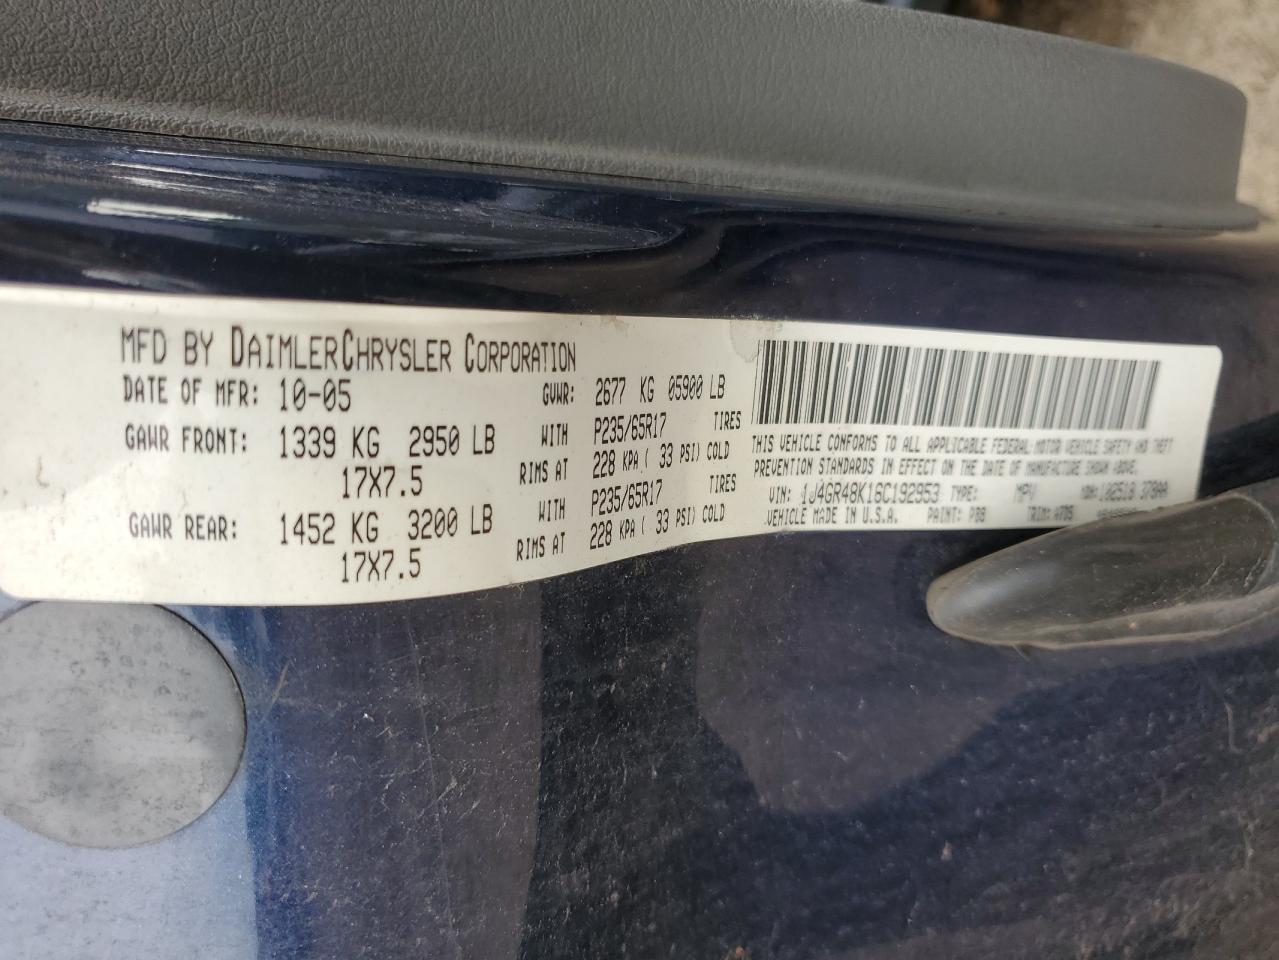 MFD BY DAIMLERCHRYSLER CORPORATION
DATE OF MFR: 10-05 GVWR: 2677 KG 05900 LB
GAWR FRONT: 1339 KG 2950 LB WITH P235/65R17 TIRES
17X7.5 RIMS AT 228 KPA ( 33 PSI) COLD
GAWR REAR: 1452 KG 3200 LB WITH P235/65R17 TIRES
17X7.5 RIMS AT 228 KPA ( 33 PSI) COLD
THIS VEHICLE CONFORMS TO ALL APPLICABLE FEDERAL MOTOR VEHICLE SAFETY AND THEFT
PREVENTION STANDARDS IN EFFECT ON THE DATE OF MANUFACTURE SHOWN ABOVE.
VIN: 1J4GR48K16C192953 TYPE: MPV MDH: 102518 378AA
VEHICLE MADE IN U.S.A. PAINT: PBB TRIM: